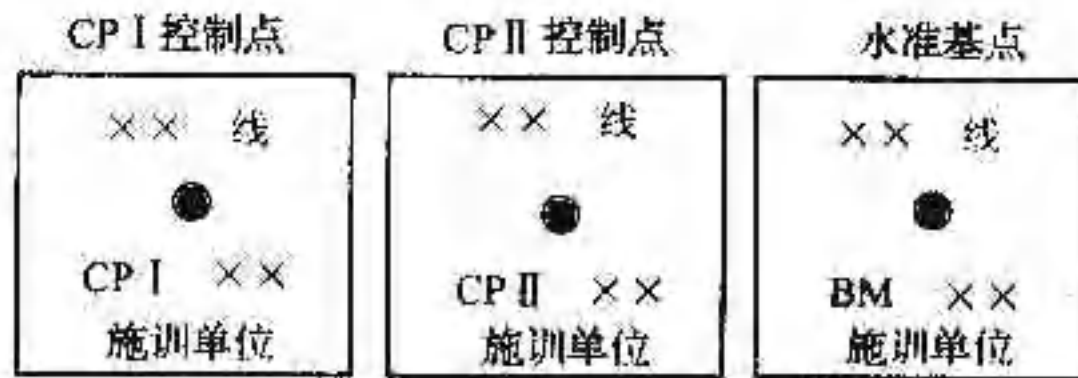 CPⅠ控制点
×× 线
CPⅠ ××
施训单位
CPⅡ控制点
×× 线
CPⅡ ××
施训单位
水准基点
×× 线
BM ××
施训单位